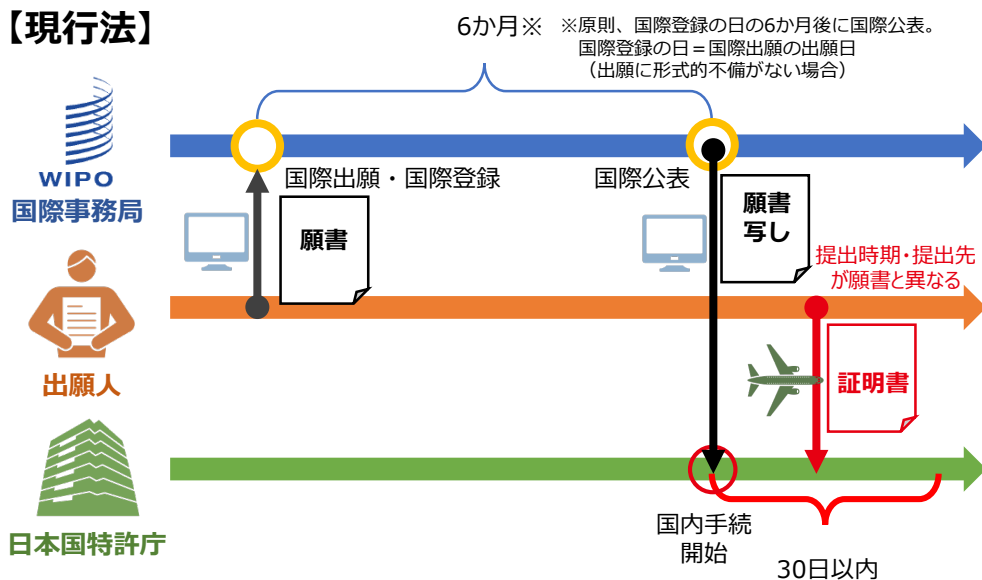 【現行法】
6か月※
※原則、国際登録の日の6か月後に国際公表。
国際登録の日＝国際出願の出願日
（出願に形式的不備がない場合）
WIPO
国際事務局
国際出願・国際登録
国際公表
願書
願書
写し
提出時期・提出先
が願書と異なる
出願人
証明書
日本国特許庁
国内手続
開始
30日以内